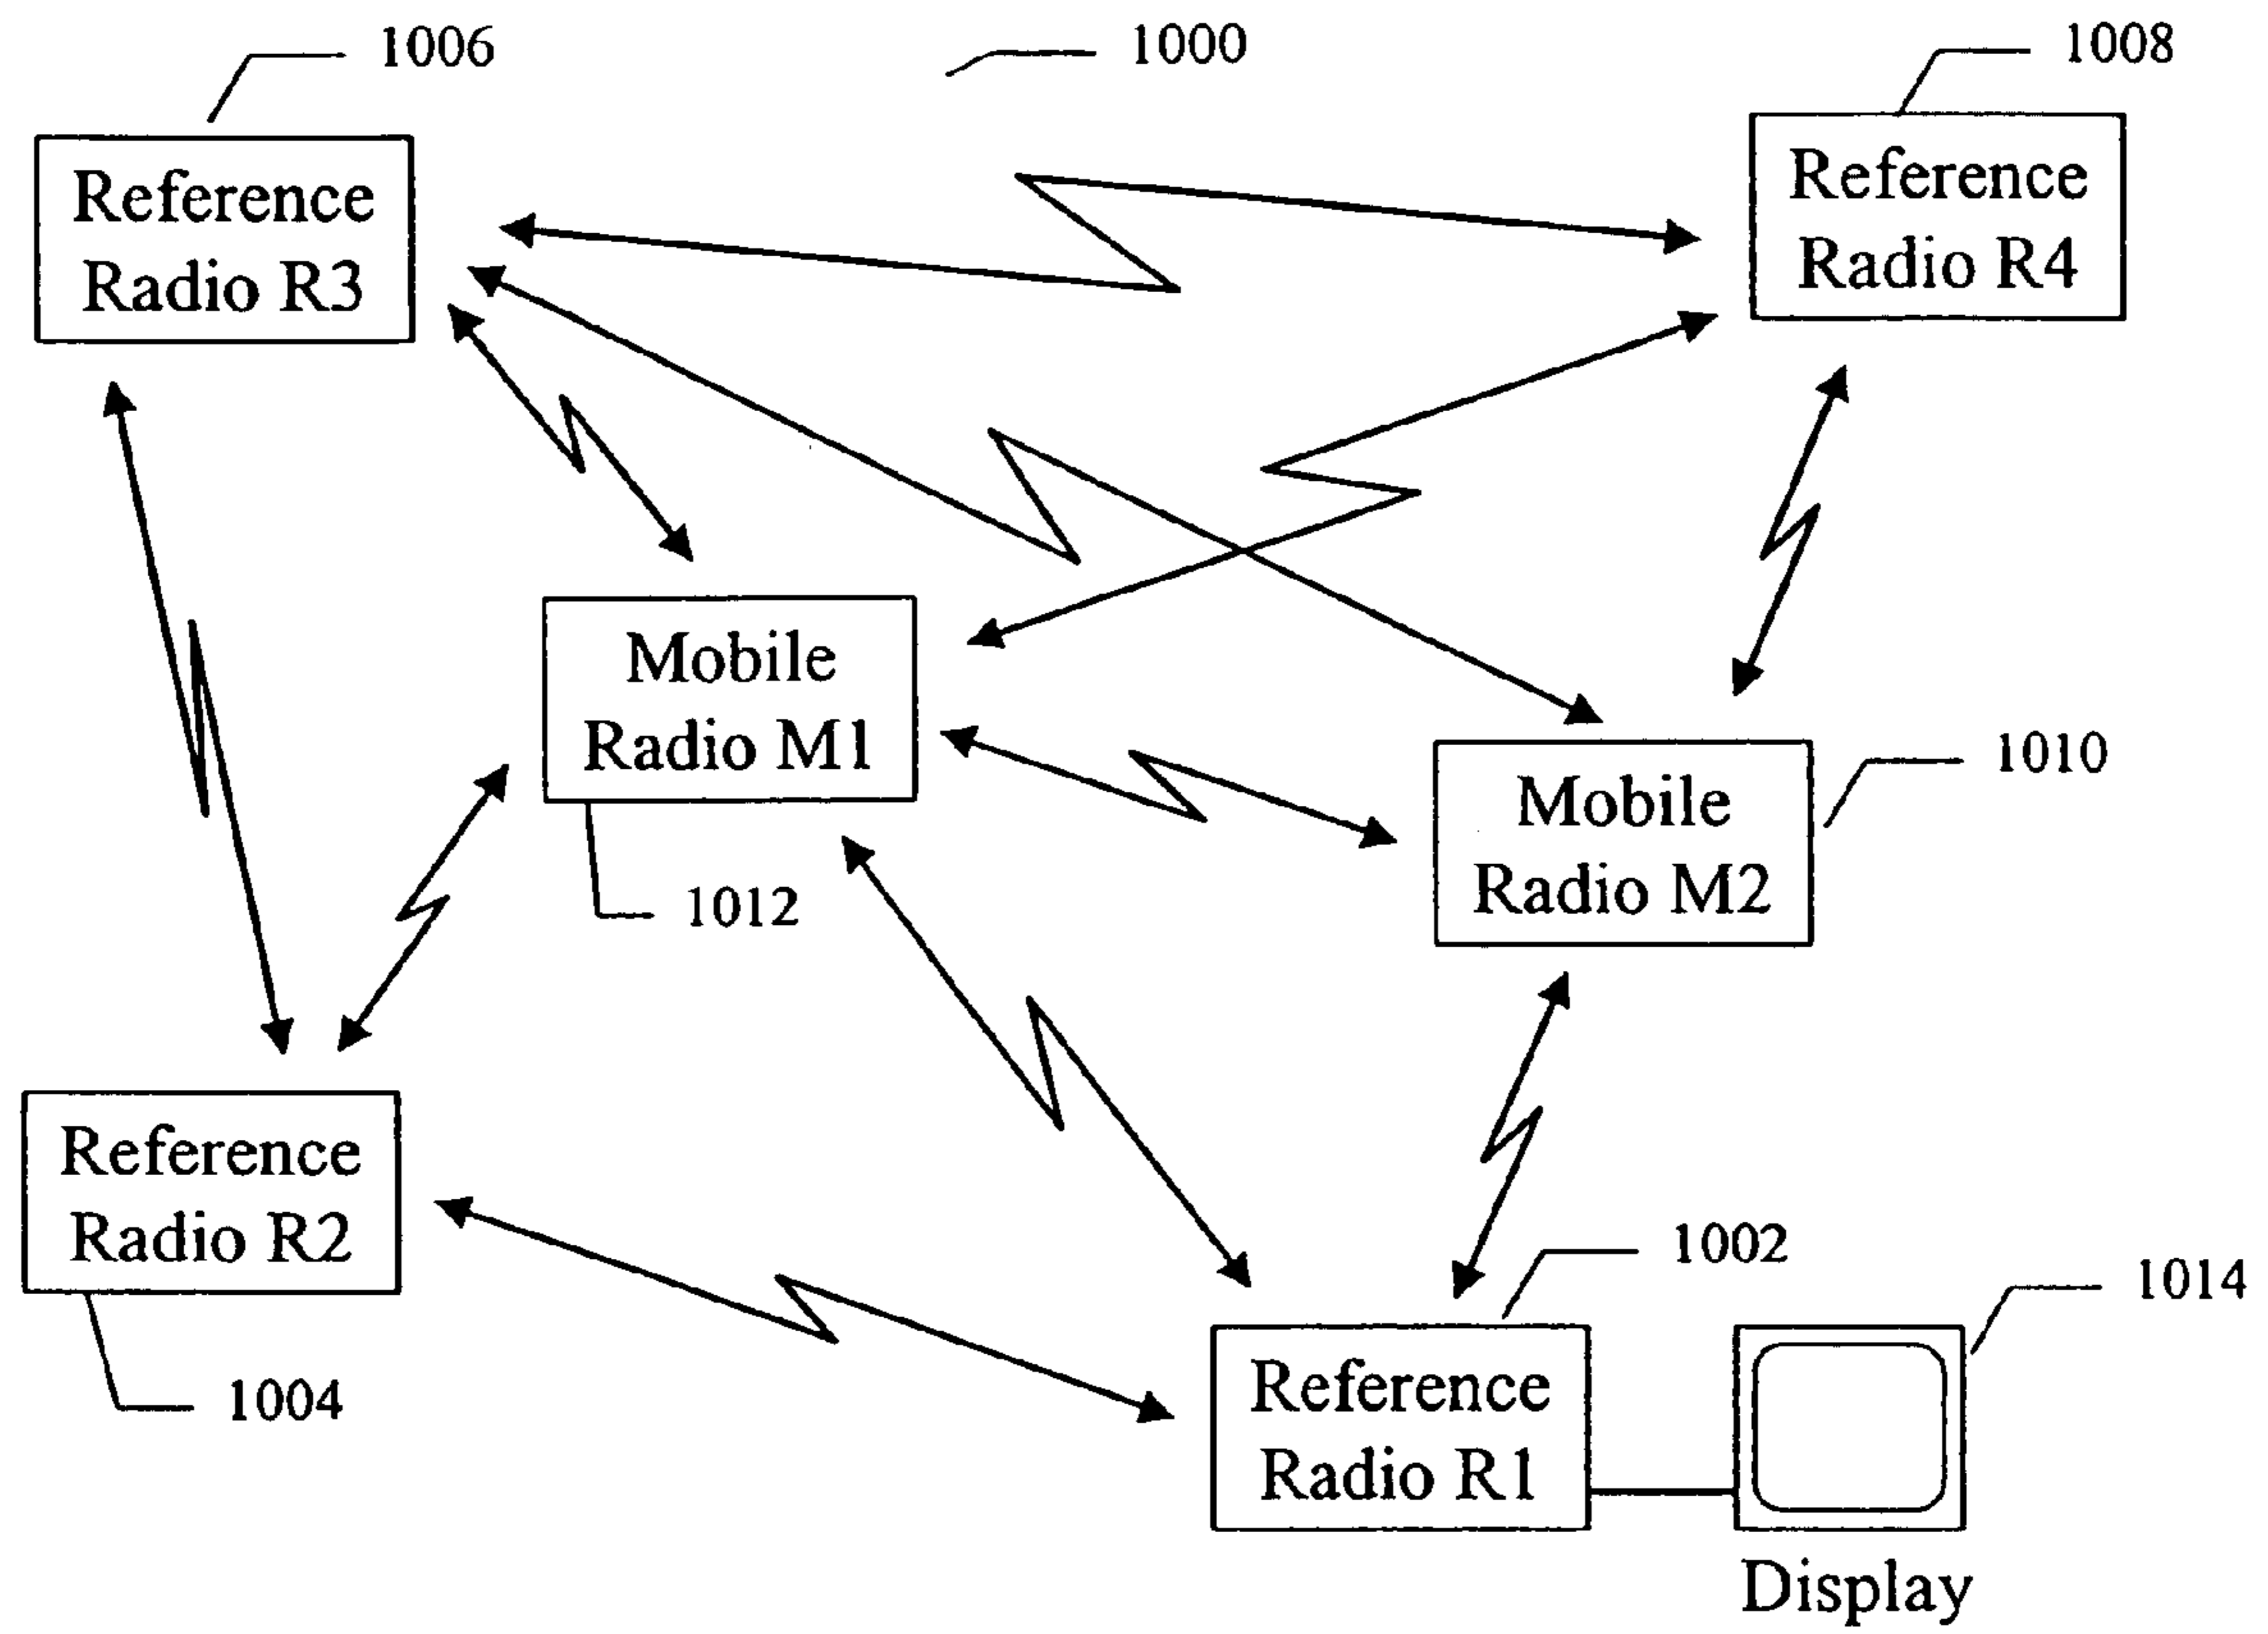 1006
1000
1008
Reference
Radio R3
Reference
Radio R4
Mobile
Radio M1
1010
Mobile
Radio M2
1012
Reference
Radio R2
1002
1014
1004
Reference
Radio R1
Display